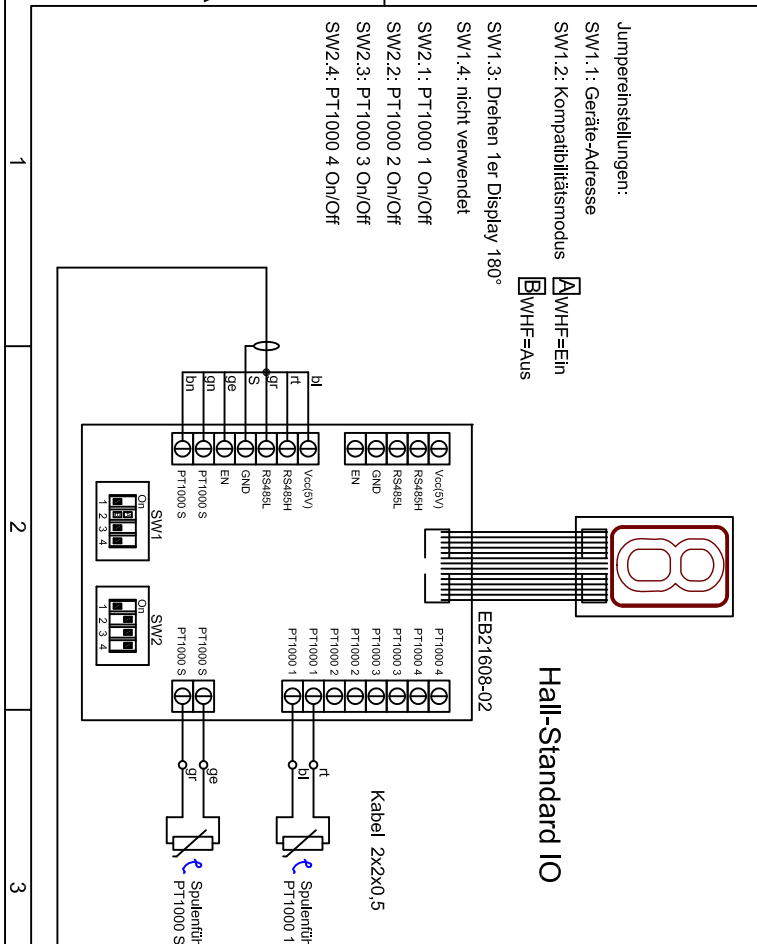 Jumpereinstellungen:
SW1.1: Geräte-Adresse
SW1.2: Kompatibilitätsmodus
A WHF=Ein
B WHF=Aus
SW1.3: Drehen 1er Display 180°
SW1.4: nicht verwendet
SW2.1: PT1000 1 On/Off
SW2.2: PT1000 2 On/Off
SW2.3: PT1000 3 On/Off
SW2.4: PT1000 4 On/Off
Hall-Standard IO
EB21608-02
Vcc(5V)
RS485H
RS485L
GND
EN
bl
rt
gr
S
ge
gn
bn
Vcc(5V)
RS485H
RS485L
GND
EN
PT1000 S
PT1000 S
PT1000 4
PT1000 4
PT1000 3
PT1000 3
PT1000 2
PT1000 2
PT1000 1
PT1000 1
PT1000 S
PT1000 S
SW1
On
1 2 3 4
SW2
On
1 2 3 4
Kabel 2x2x0,5
rt
bl
ge
gr
Spulenfüh
PT1000 1
Spulenfüh
PT1000 S
1
2
3